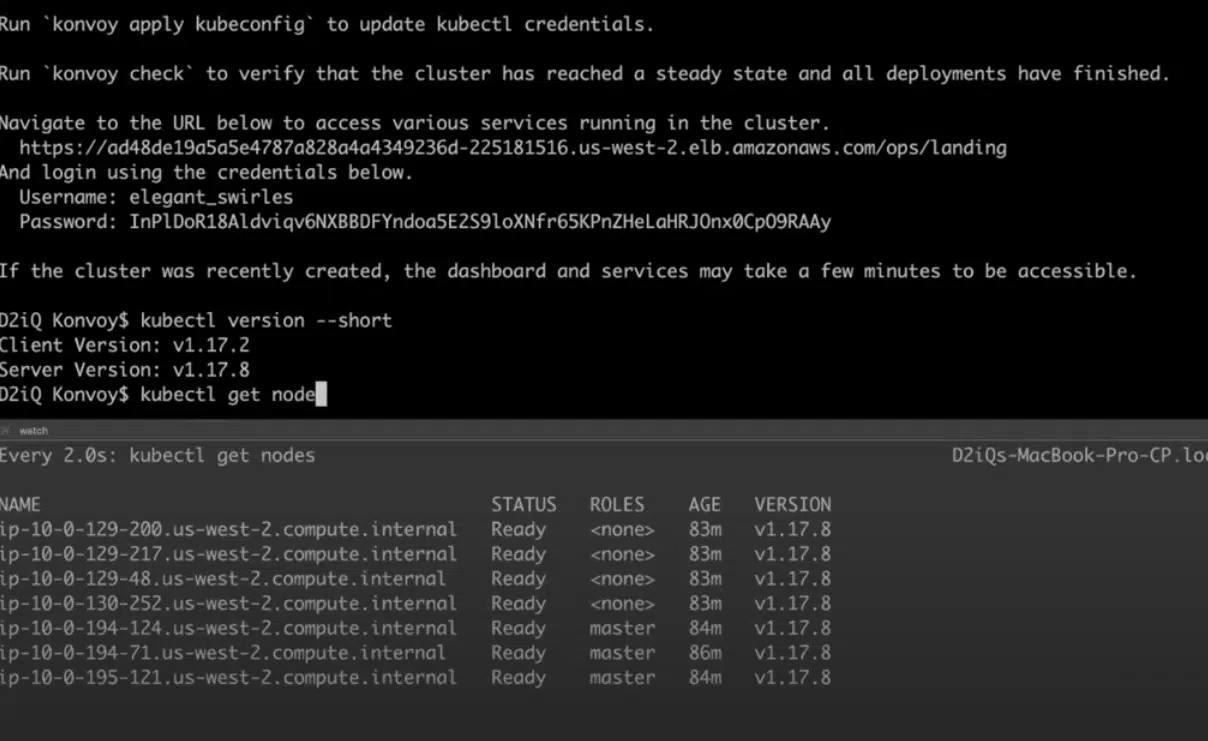 Run `konvoy apply kubeconfig` to update kubectl credentials.
Run `konvoy check` to verify that the cluster has reached a steady state and all deployments have finished.
Navigate to the URL below to access various services running in the cluster.
https://ad48de19a5a5e4787a828a4a4349236d-225181516.us-west-2.elb.amazonaws.com/ops/landing
And login using the credentials below.
Username: elegant_swirles
Password: InPlDoR18Aldviqv6NXBBDFYndoa5E2S9loXNfr65KPnZHeLaHRJOnx0CpO9RAAy
If the cluster was recently created, the dashboard and services may take a few minutes to be accessible.
D2iQ Konvoy$ kubectl version --short
Client Version: v1.17.2
Server Version: v1.17.8
D2iQ Konvoy$ kubectl get node
watch
Every 2.0s: kubectl get nodes D2iQs-MacBook-Pro-CP.loc
NAME STATUS ROLES AGE VERSION
ip-10-0-129-200.us-west-2.compute.internal Ready <none> 83m v1.17.8
ip-10-0-129-217.us-west-2.compute.internal Ready <none> 83m v1.17.8
ip-10-0-129-48.us-west-2.compute.internal Ready <none> 83m v1.17.8
ip-10-0-130-252.us-west-2.compute.internal Ready <none> 83m v1.17.8
ip-10-0-194-124.us-west-2.compute.internal Ready master 84m v1.17.8
ip-10-0-194-71.us-west-2.compute.internal Ready master 86m v1.17.8
ip-10-0-195-121.us-west-2.compute.internal Ready master 84m v1.17.8